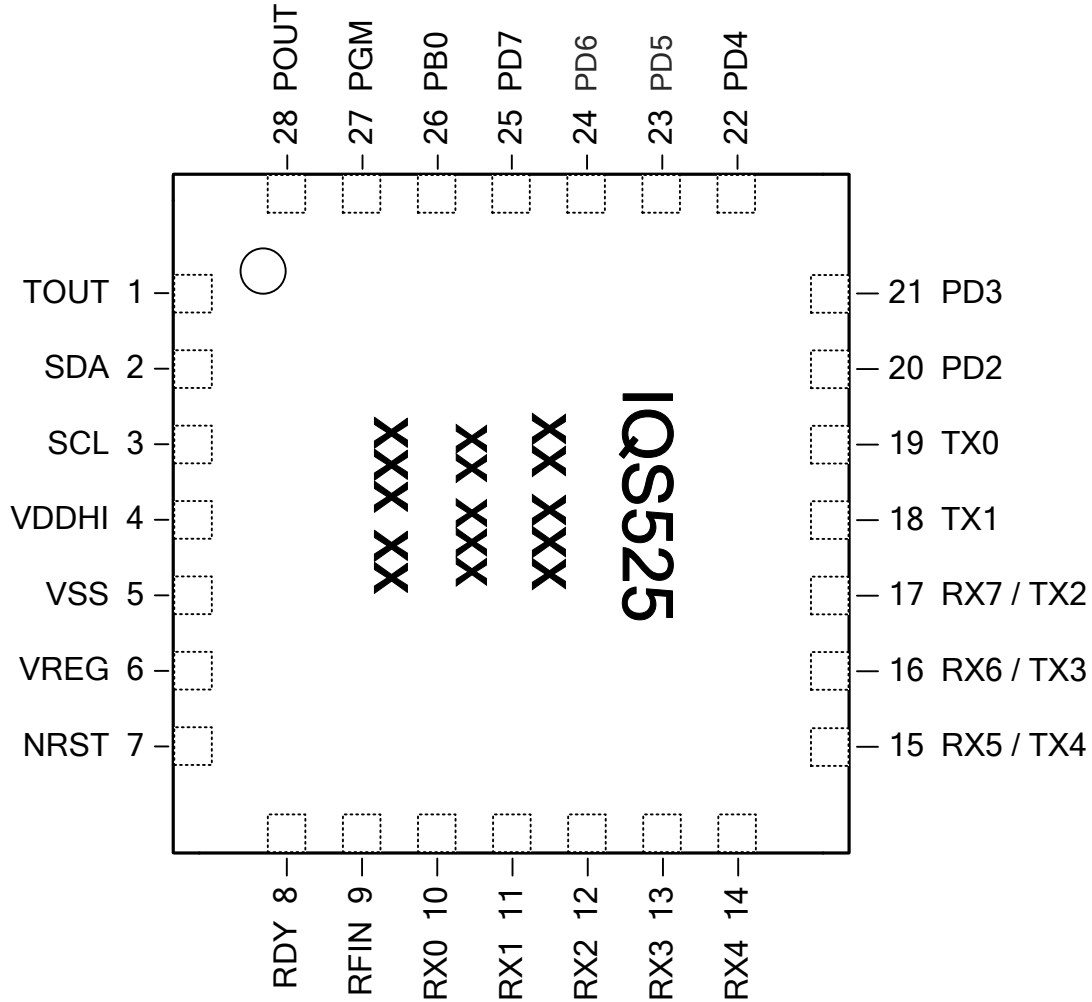 28 POUT
27 PGM
26 PB0
25 PD7
24 PD6
23 PD5
22 PD4
TOUT 1
SDA 2
SCL 3
VDDHI 4
VSS 5
VREG 6
NRST 7
IQS525
XX XXX XX
XXX XXX XX
XX XXX
RDY 8
RFIN 9
RX0 10
RX1 11
RX2 12
RX3 13
RX4 14
21 PD3
20 PD2
19 TX0
18 TX1
17 RX7 / TX2
16 RX6 / TX3
15 RX5 / TX4